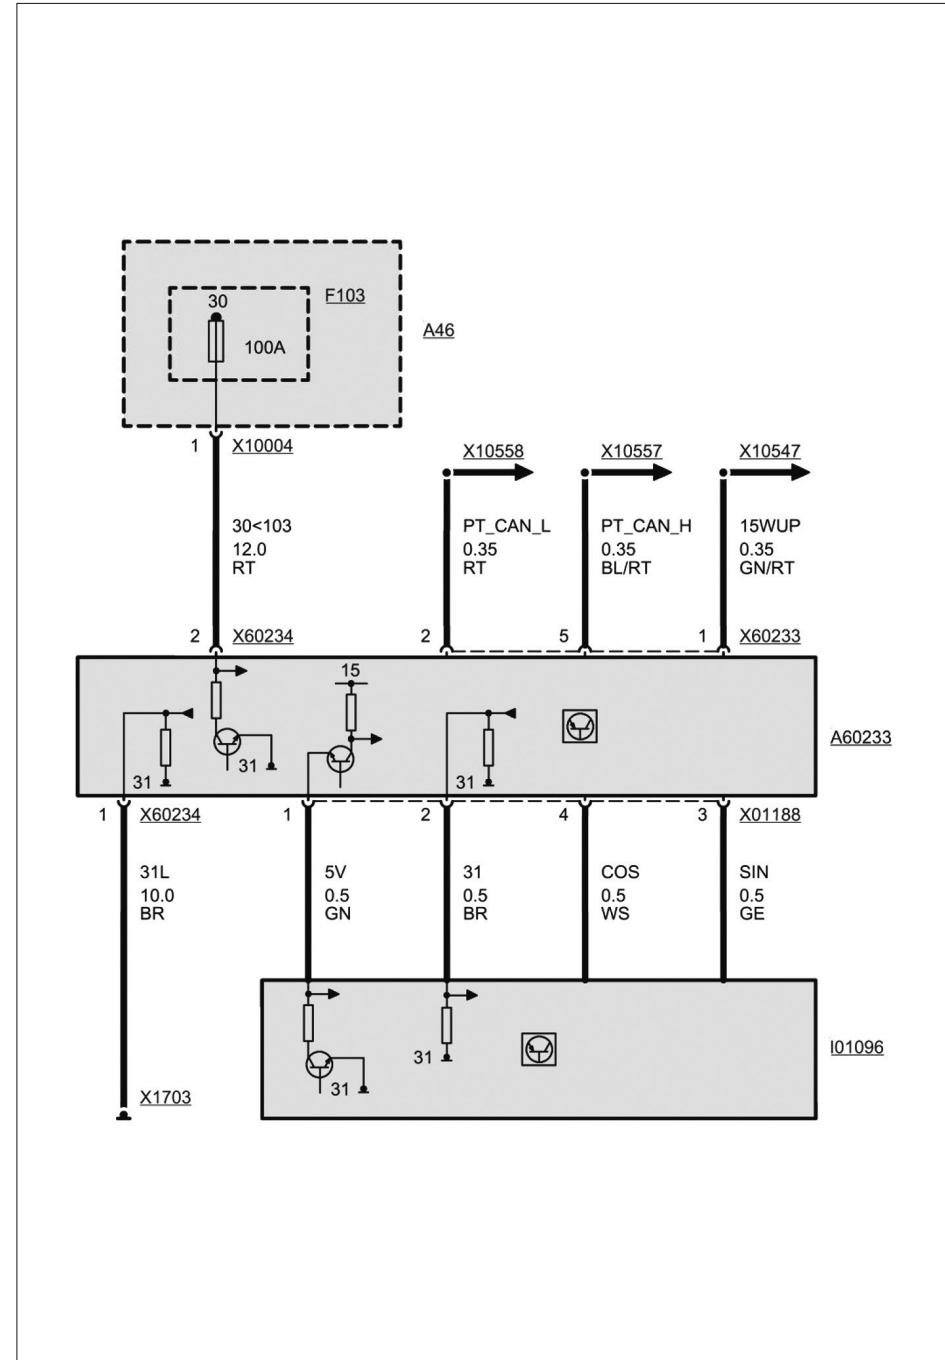 F103
30
100A
A46
1 X10004
X10558 X10557 X10547
30<103 PT_CAN_L PT_CAN_H 15WUP
12.0 0.35 0.35 0.35
RT RT BL/RT GN/RT
2 X60234 2 5 1 X60233
15
A60233
31 31 31
1 X60234 1 2 4 3 X01188
31L 5V 31 COS SIN
10.0 0.5 0.5 0.5 0.5
BR GN BR WS GE
I01096
31
31
X1703